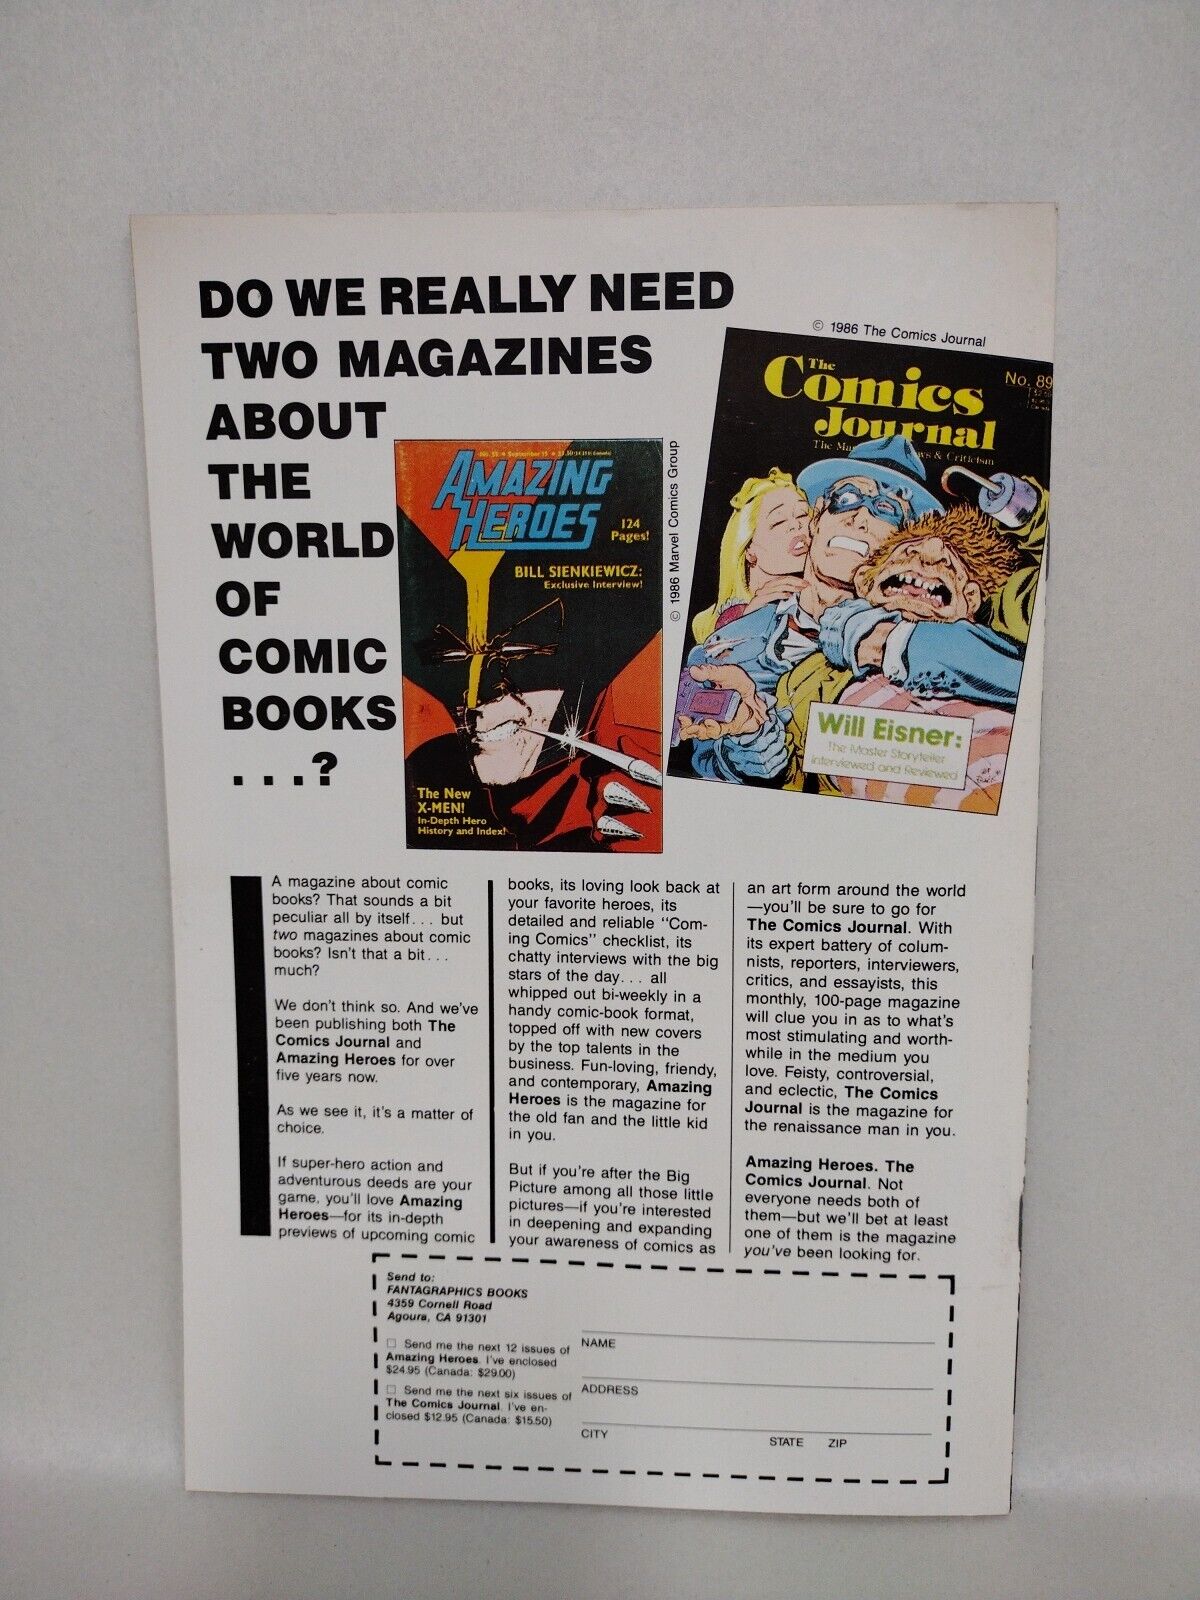 DO WE REALLY NEED
TWO MAGAZINES
ABOUT
THE
WORLD
OF
COMIC
BOOKS
. . .?
© 1986 The Comics Journal
The
Comics
Journal
No. 89
The & Criticism
Will Eisner:
The Master Storyteller
Interviewed and Reviewed
© 1986 Marvel Comics Group
September 15
AMAZING
HEROES
124
Pages!
BILL SIENKIEWICZ:
Exclusive Interview!
The New
X-MEN!
In-Depth Hero
History and Index!
A magazine about comic
books? That sounds a bit
peculiar all by itself. . . but
two magazines about comic
books? Isn't that a bit. . .
much?
We don't think so. And we've
been publishing both The
Comics Journal and
Amazing Heroes for over
five years now.
As we see it, it's a matter of
choice.
If super-hero action and
adventurous deeds are your
game, you'll love Amazing
Heroes—for its in-depth
previews of upcoming comic
books, its loving look back at
your favorite heroes, its
detailed and reliable "Com-
ing Comics" checklist, its
chatty interviews with the big
stars of the day. . . all
whipped out bi-weekly in a
handy comic-book format,
topped off with new covers
by the top talents in the
business. Fun-loving, friendy,
and contemporary, Amazing
Heroes is the magazine for
the old fan and the little kid
in you.
But if you're after the Big
Picture among all those little
pictures—if you're interested
in deepening and expanding
your awareness of comics as
an art form around the world
—you'll be sure to go for
The Comics Journal. With
its expert battery of colum-
nists, reporters, interviewers,
critics, and essayists, this
monthly, 100-page magazine
will clue you in as to what's
most stimulating and worth-
while in the medium you
love. Feisty, controversial,
and eclectic, The Comics
Journal is the magazine for
the renaissance man in you.
Amazing Heroes. The
Comics Journal. Not
everyone needs both of
them—but we'll bet at least
one of them is the magazine
you've been looking for.
Send to:
FANTAGRAPHICS BOOKS
4359 Cornell Road
Agoura, CA 91301
☐ Send me the next 12 issues of
Amazing Heroes. I've enclosed
$24.95 (Canada: $29.00)
☐ Send me the next six issues of
The Comics Journal. I've en-
closed $12.95 (Canada: $15.50)
NAME
ADDRESS
CITY STATE ZIP